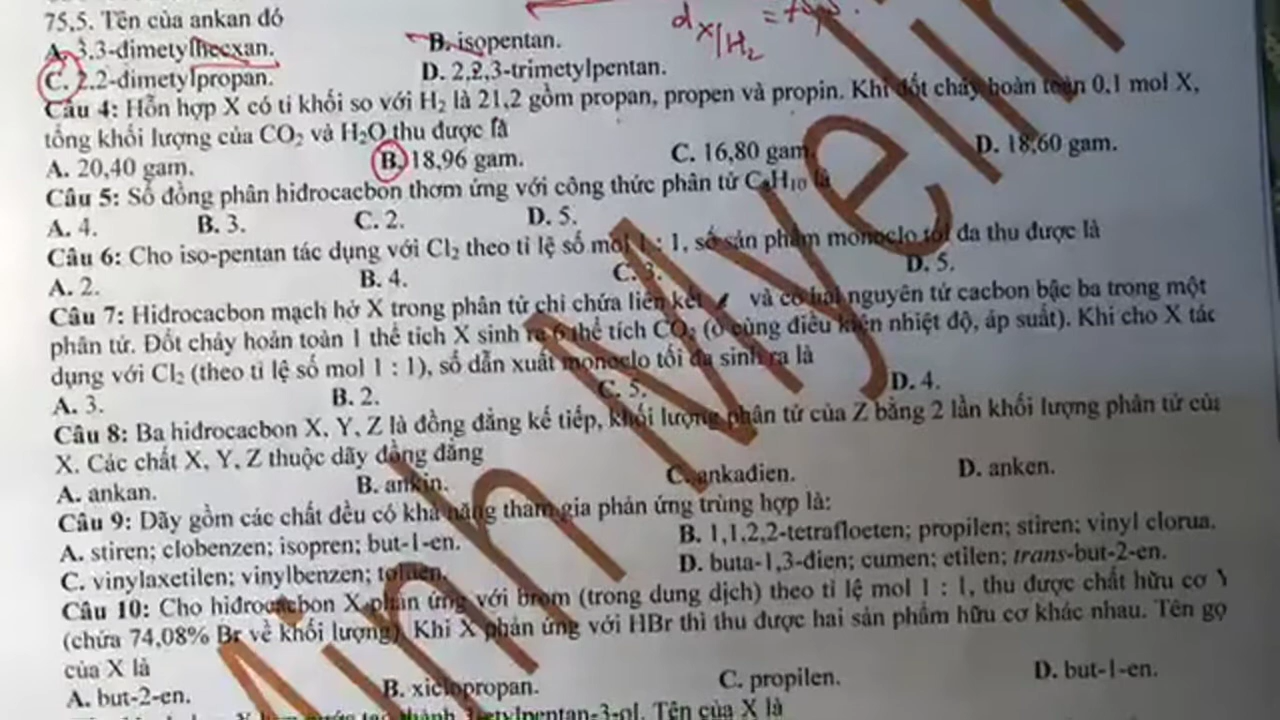 75,5. Tên của ankan đó
d X/H₂ =
A. 3,3-dimetylhecxan. B. isopentan.
C. 2,2-dimetylpropan. D. 2,2,3-trimetylpentan.
Câu 4: Hỗn hợp X có tỉ khối so với H₂ là 21,2 gồm propan, propen và propin. Khi đốt cháy hoàn toàn 0,1 mol X,
tổng khối lượng của CO₂ và H₂O thu được là
A. 20,40 gam. B. 18,96 gam. C. 16,80 gam. D. 18,60 gam.
Câu 5: Số đồng phân hiđrocacbon thơm ứng với công thức phân tử C₈H₁₀ là
A. 4. B. 3. C. 2. D. 5.
Câu 6: Cho iso-pentan tác dụng với Cl₂ theo tỉ lệ số mol 1 : 1, số sản phẩm monoclo tối đa thu được là
A. 2. B. 4. C. 3. D. 5.
Câu 7: Hiđrocacbon mạch hở X trong phân tử chỉ chứa liên kết và có hai nguyên tử cacbon bậc ba trong một
phân tử. Đốt cháy hoàn toàn 1 thể tích X sinh ra 6 thể tích CO₂ (ở cùng điều kiện nhiệt độ, áp suất). Khi cho X tác
dụng với Cl₂ (theo tỉ lệ số mol 1 : 1), số dẫn xuất monoclo tối đa sinh ra là
A. 3. B. 2. C. 5. D. 4.
Câu 8: Ba hiđrocacbon X, Y, Z là đồng đẳng kế tiếp, khối lượng phân tử của Z bằng 2 lần khối lượng phân tử của
X. Các chất X, Y, Z thuộc dãy đồng đẳng
A. ankan. B. ankin. C. ankađien. D. anken.
Câu 9: Dãy gồm các chất đều có khả năng tham gia phản ứng trùng hợp là:
A. stiren; clobenzen; isopren; but-1-en. B. 1,1,2,2-tetrafloeten; propilen; stiren; vinyl clorua.
C. vinylaxetilen; vinylbenzen; toluen. D. buta-1,3-đien; cumen; etilen; trans-but-2-en.
Câu 10: Cho hiđrocacbon X phản ứng với brom (trong dung dịch) theo tỉ lệ mol 1 : 1, thu được chất hữu cơ Y
(chứa 74,08% Br về khối lượng). Khi X phản ứng với HBr thì thu được hai sản phẩm hữu cơ khác nhau. Tên gọ
của X là
A. but-2-en. B. xiclopropan. C. propilen. D. but-1-en.
3-etylpentan-3-ol. Tên của X là
Minh Myelin